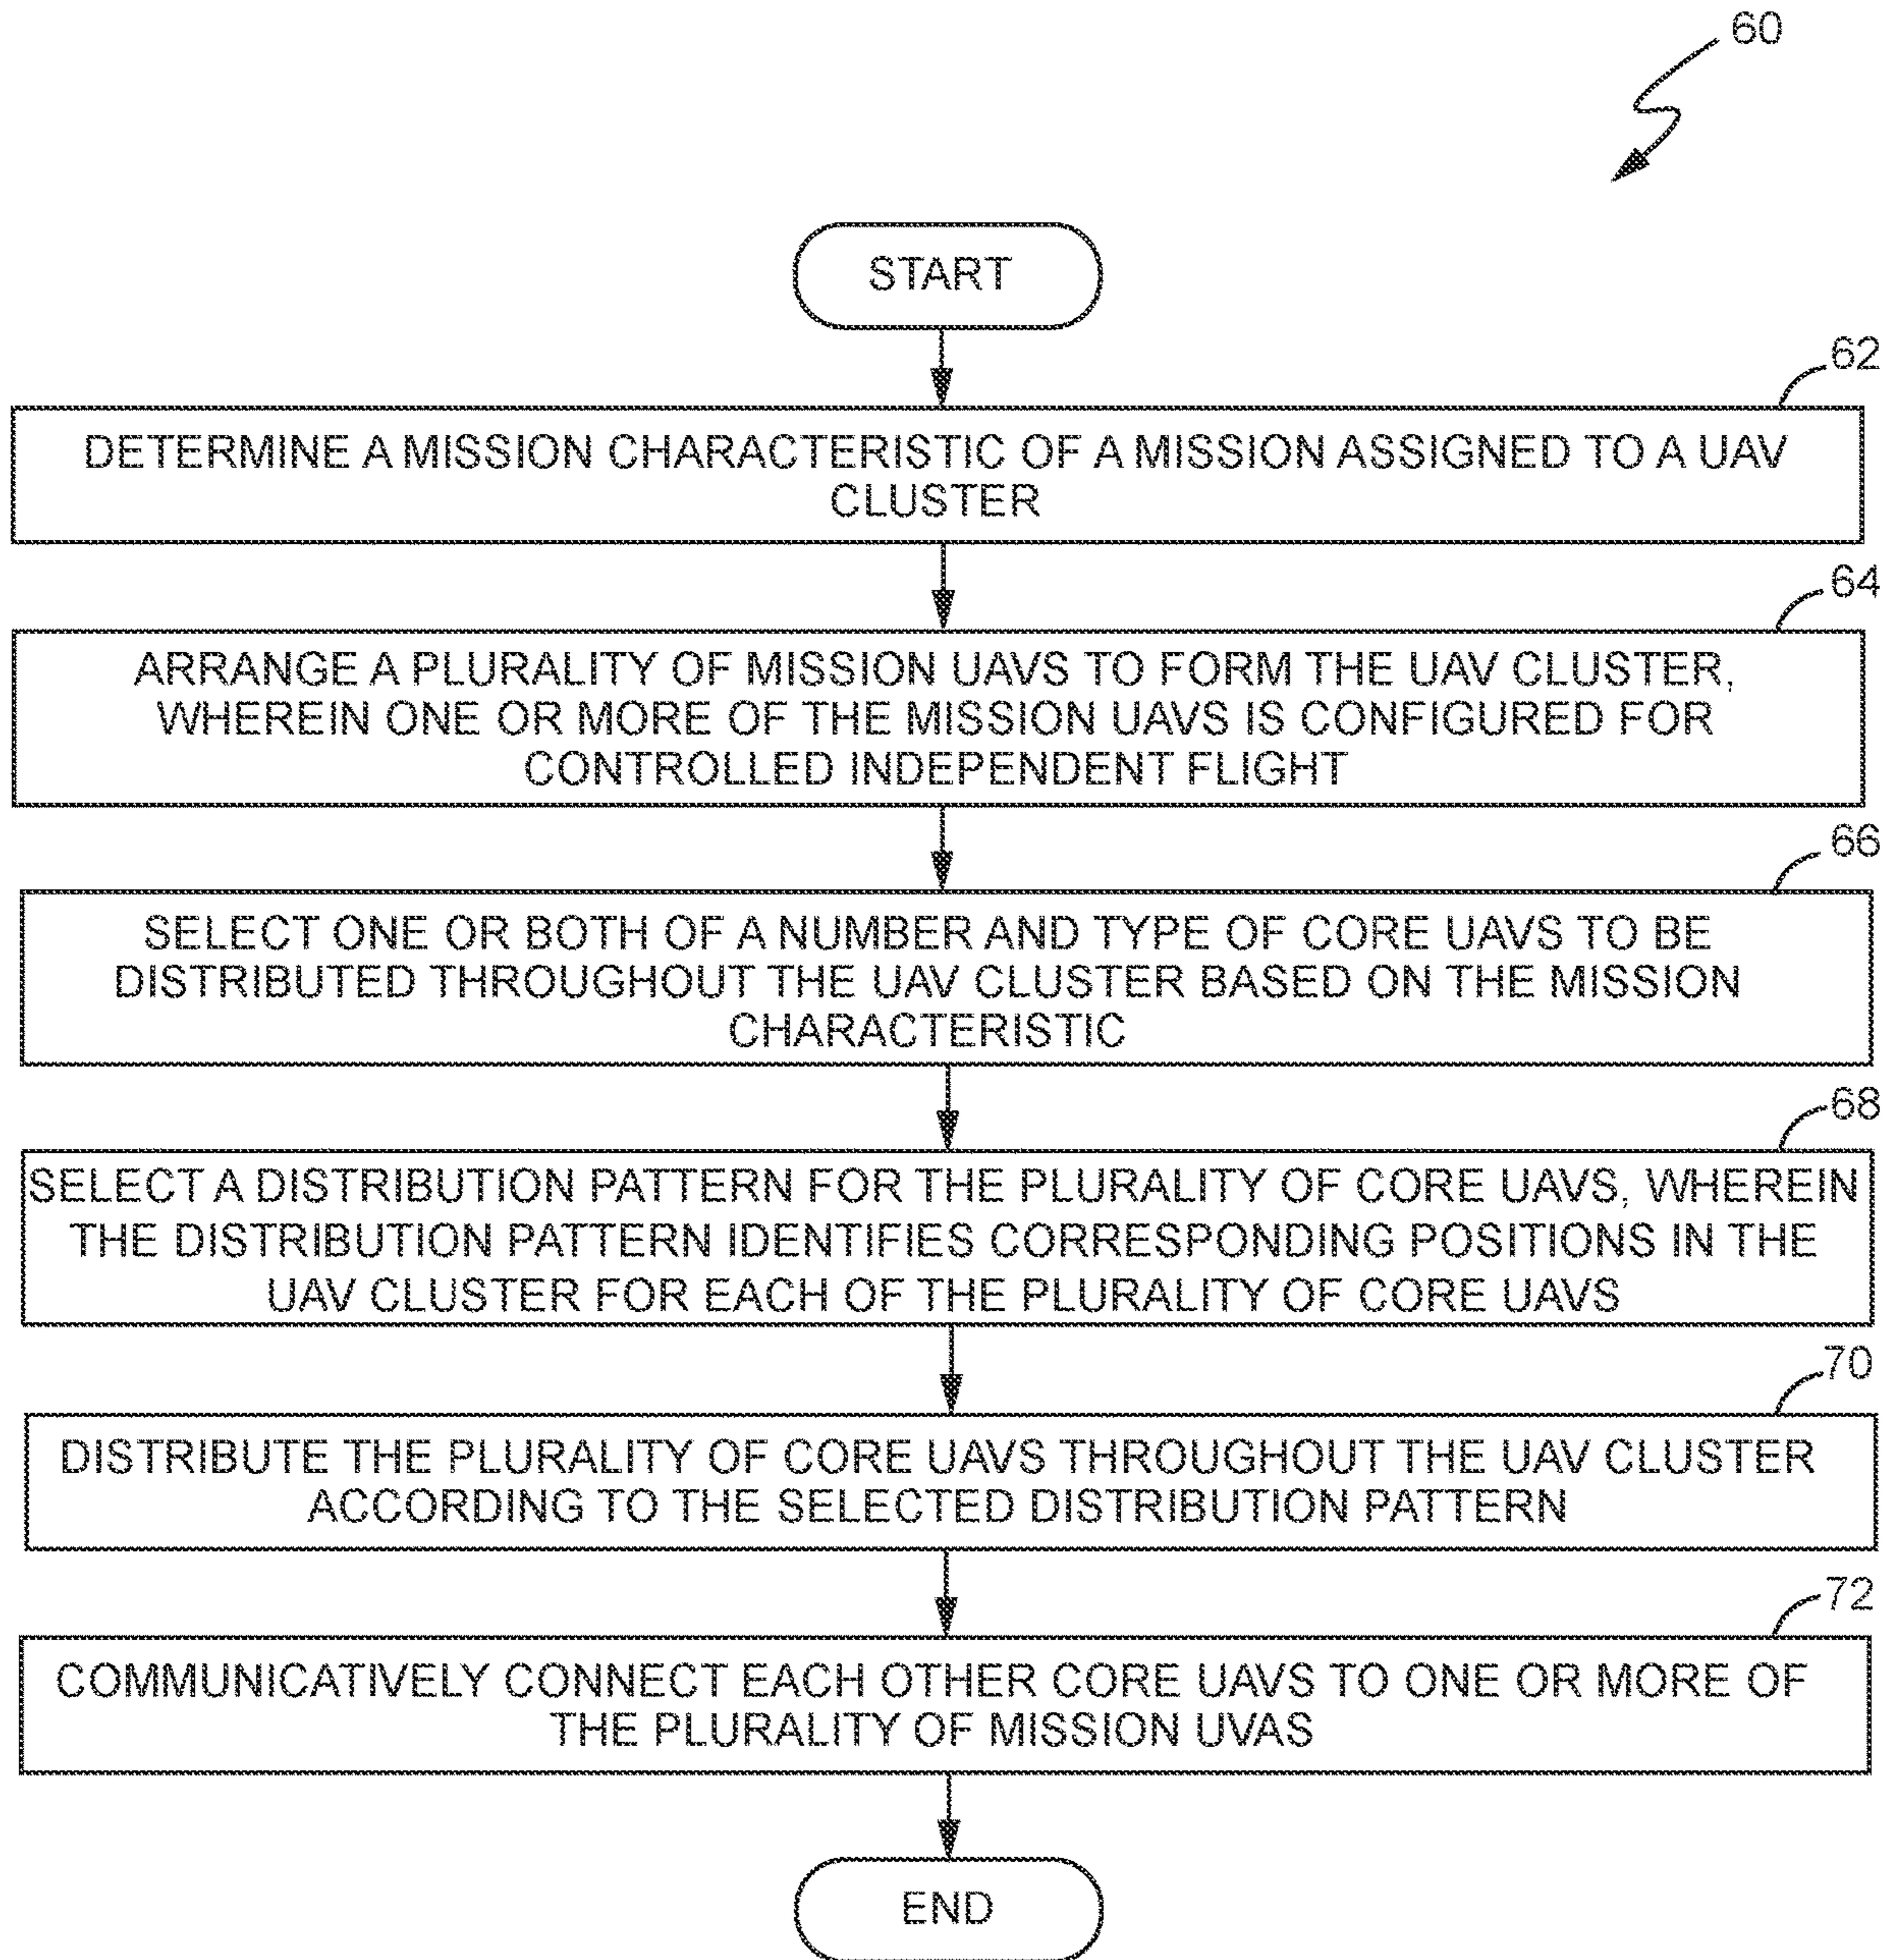 60
START
62
DETERMINE A MISSION CHARACTERISTIC OF A MISSION ASSIGNED TO A UAV
CLUSTER
64
ARRANGE A PLURALITY OF MISSION UAVS TO FORM THE UAV CLUSTER,
WHEREIN ONE OR MORE OF THE MISSION UAVS IS CONFIGURED FOR
CONTROLLED INDEPENDENT FLIGHT
66
SELECT ONE OR BOTH OF A NUMBER AND TYPE OF CORE UAVS TO BE
DISTRIBUTED THROUGHOUT THE UAV CLUSTER BASED ON THE MISSION
CHARACTERISTIC
68
SELECT A DISTRIBUTION PATTERN FOR THE PLURALITY OF CORE UAVS, WHEREIN
THE DISTRIBUTION PATTERN IDENTIFIES CORRESPONDING POSITIONS IN THE
UAV CLUSTER FOR EACH OF THE PLURALITY OF CORE UAVS
70
DISTRIBUTE THE PLURALITY OF CORE UAVS THROUGHOUT THE UAV CLUSTER
ACCORDING TO THE SELECTED DISTRIBUTION PATTERN
72
COMMUNICATIVELY CONNECT EACH OTHER CORE UAVS TO ONE OR MORE OF
THE PLURALITY OF MISSION UVAS
END